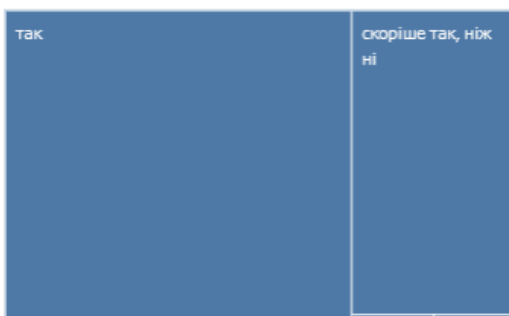 так
скоріше так, ніж
ні